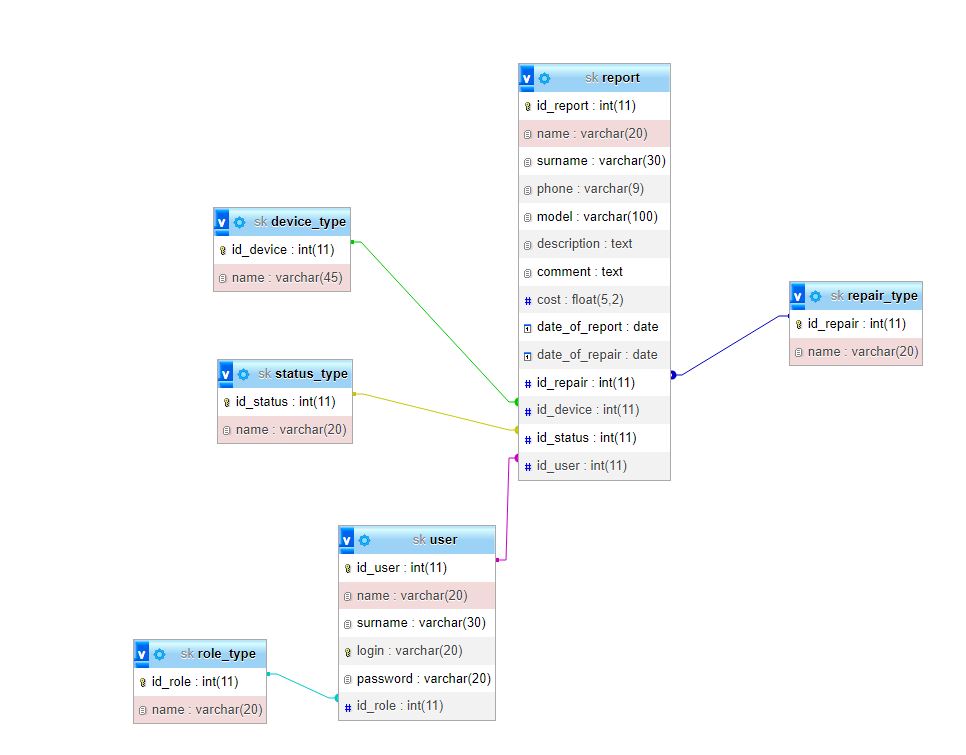 v sk report
id_report : int(11)
name : varchar(20)
surname : varchar(30)
phone : varchar(9)
model : varchar(100)
description : text
comment : text
# cost : float(5,2)
date_of_report : date
date_of_repair : date
# id_repair : int(11)
# id_device : int(11)
# id_status : int(11)
# id_user : int(11)
v sk device_type
id_device : int(11)
name : varchar(45)
v sk repair_type
id_repair : int(11)
name : varchar(20)
v sk status_type
id_status : int(11)
name : varchar(20)
v sk user
id_user : int(11)
name : varchar(20)
surname : varchar(30)
login : varchar(20)
password : varchar(20)
# id_role : int(11)
v sk role_type
id_role : int(11)
name : varchar(20)